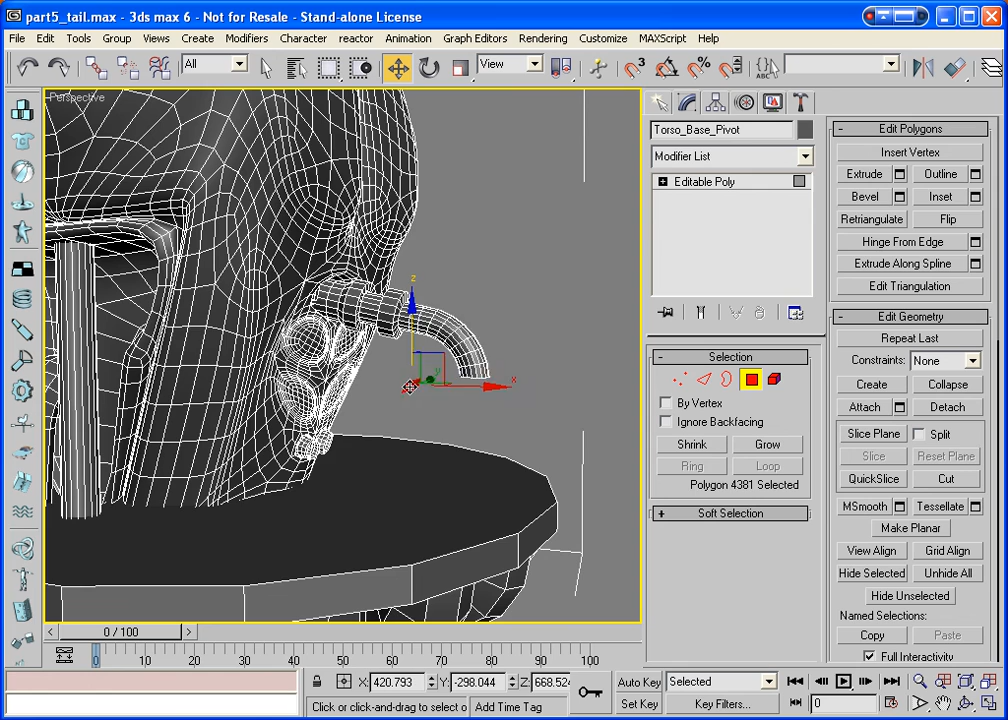 part5_tail.max - 3ds max 6 - Not for Resale - Stand-alone License
File Edit Tools Group Views Create Modifiers Character reactor Animation Graph Editors Rendering Customize MAXScript Help
All View
Perspective
z
x
y
Torso_Base_Pivot
Modifier List
Editable Poly
Selection
By Vertex
Ignore Backfacing
Shrink Grow
Ring Loop
Polygon 4381 Selected
Soft Selection
Edit Polygons
Insert Vertex
Extrude Outline
Bevel Inset
Retriangulate Flip
Hinge From Edge
Extrude Along Spline
Edit Triangulation
Edit Geometry
Repeat Last
Constraints: None
Create Collapse
Attach Detach
Slice Plane Split
Slice Reset Plane
QuickSlice Cut
MSmooth Tessellate
Make Planar
View Align Grid Align
Hide Selected Unhide All
Hide Unselected
Named Selections:
Copy Paste
Full Interactivity
0 / 100
0 10 20 30 40 50 60 70 80 90 100
X: 420.793 Y: -298.044 Z: 668.524
Click or click-and-drag to select o Add Time Tag
Auto Key Selected
Set Key Key Filters...
0